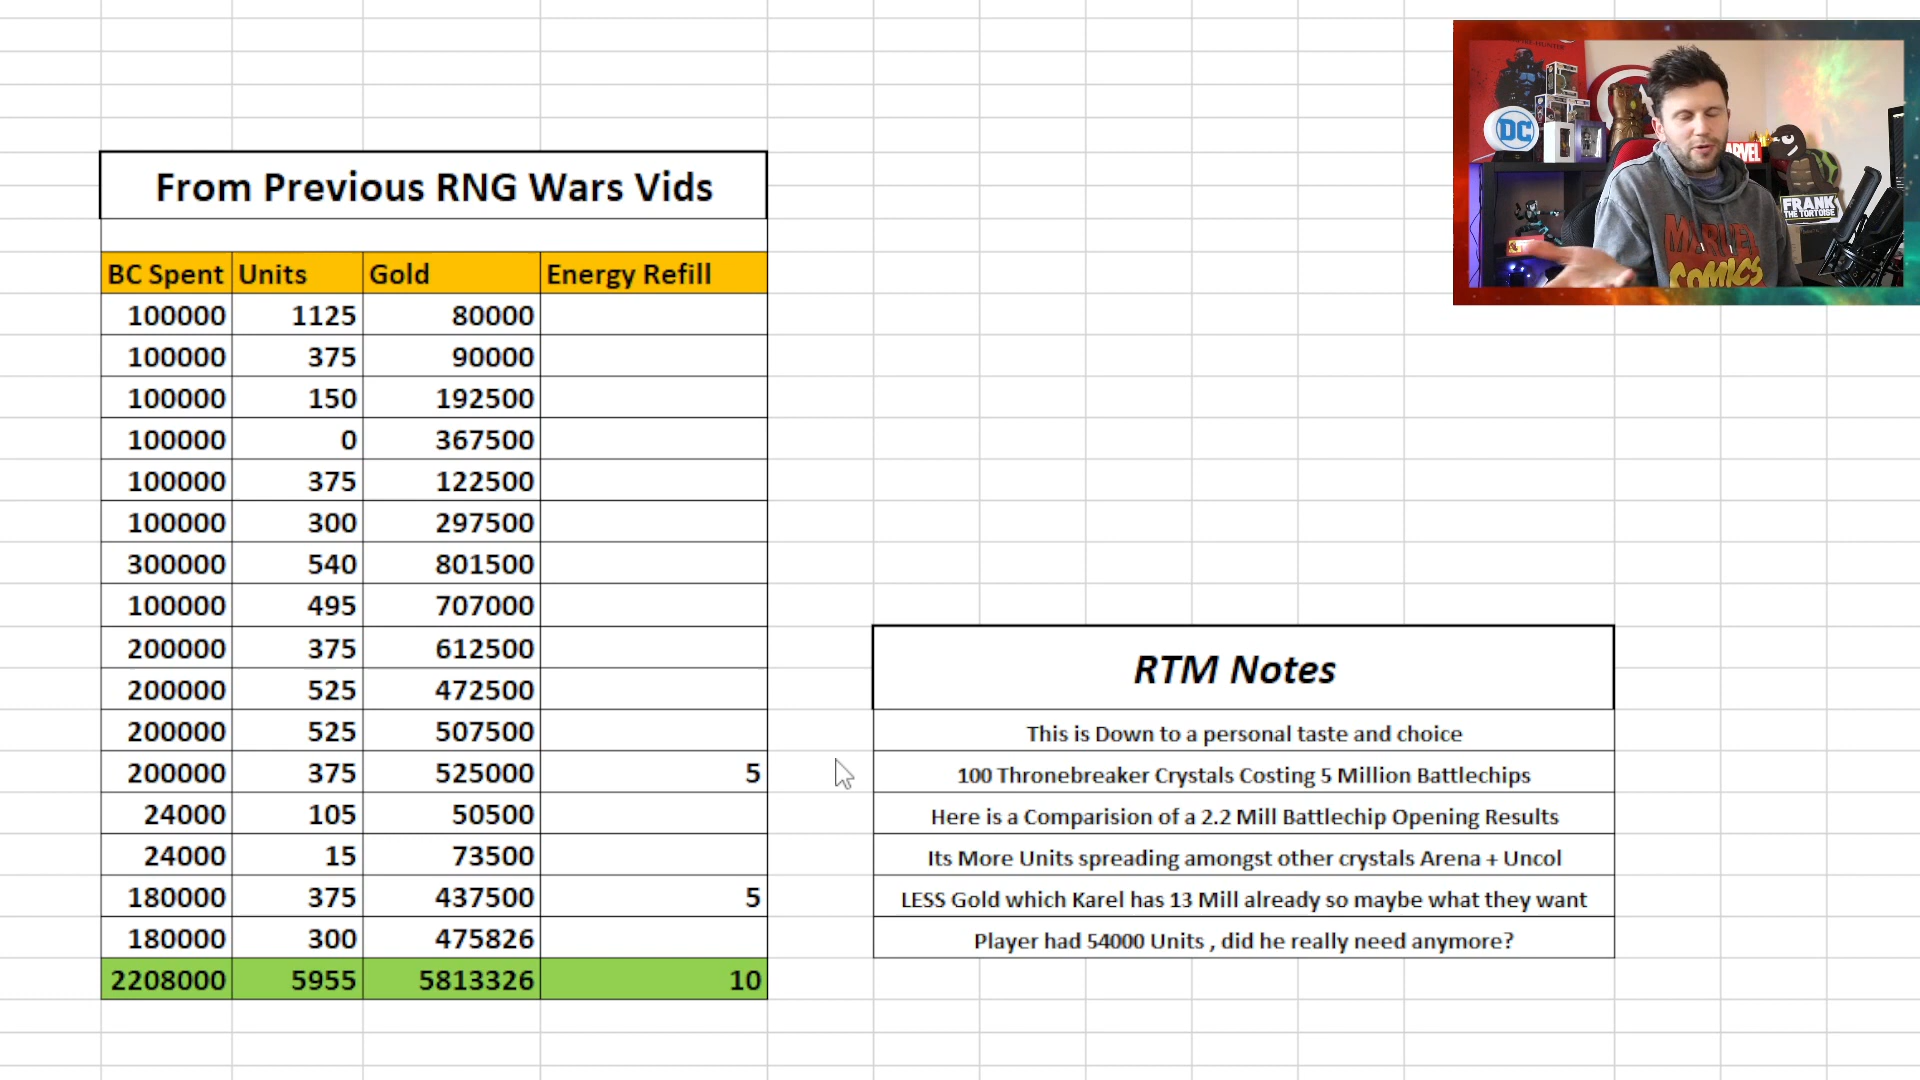 From Previous RNG Wars Vids
BC Spent Units Gold Energy Refill
100000 1125 80000
100000 375 90000
100000 150 192500
100000 0 367500
100000 375 122500
100000 300 297500
300000 540 801500
100000 495 707000
200000 375 612500
200000 525 472500
200000 525 507500
200000 375 525000 5
24000 105 50500
24000 15 73500
180000 375 437500 5
180000 300 475826
2208000 5955 5813326 10
RTM Notes
This is Down to a personal taste and choice
100 Thronebreaker Crystals Costing 5 Million Battlechips
Here is a Comparision of a 2.2 Mill Battlechip Opening Results
Its More Units spreading amongst other crystals Arena + Uncol
LESS Gold which Karel has 13 Mill already so maybe what they want
Player had 54000 Units , did he really need anymore?
DC
MARVEL
FRANK
THE TORTOISE
MARVEL
COMICS